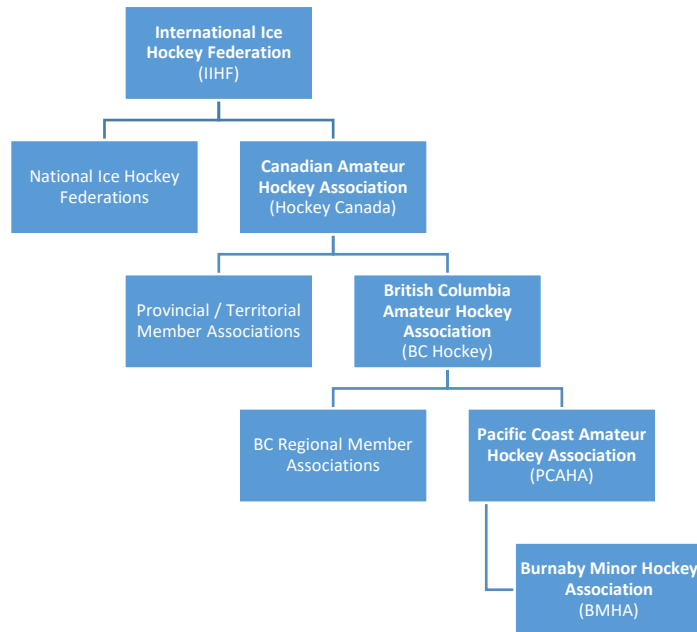 International Ice
Hockey Federation
(IIHF)
National Ice Hockey
Federations
Canadian Amateur
Hockey Association
(Hockey Canada)
Provincial / Territorial
Member Associations
British Columbia
Amateur Hockey
Association
(BC Hockey)
BC Regional Member
Associations
Pacific Coast Amateur
Hockey Association
(PCAHA)
Burnaby Minor Hockey
Association
(BMHA)